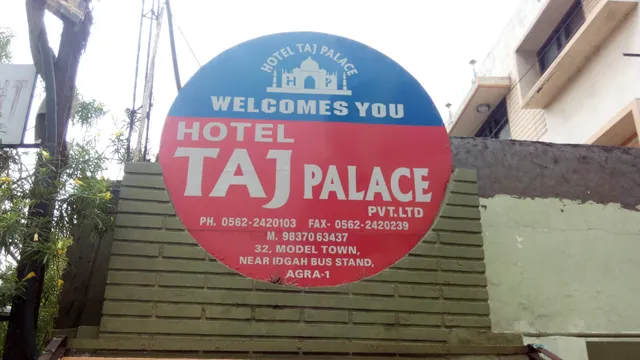 HOTEL TAJ PALACE
WELCOMES YOU
HOTEL
TAJ PALACE
PVT.LTD
PH. 0562-2420103 FAX- 0562-2420239
M. 98370 63437
32, MODEL TOWN,
NEAR IDGAH BUS STAND,
AGRA-1